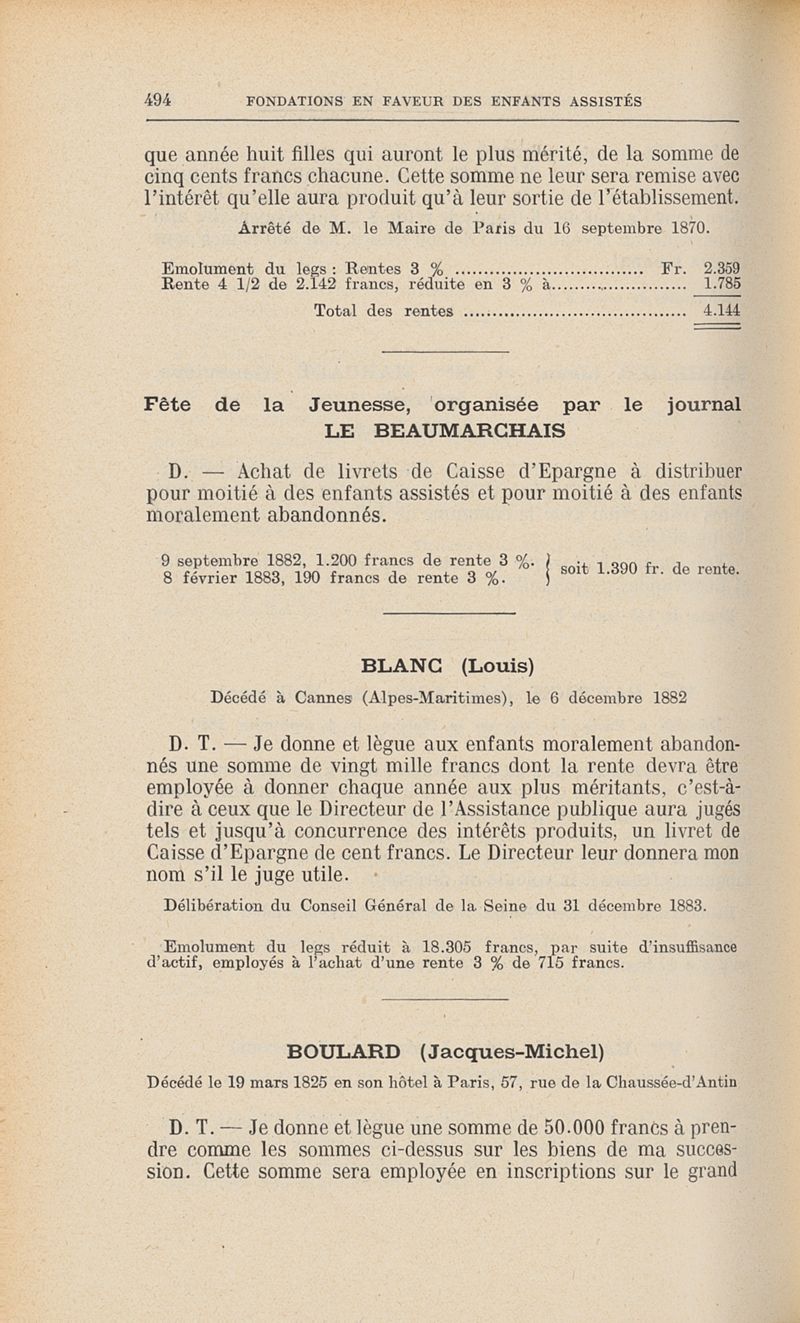 494 FONDATIONS EN FAVEUR DES ENFANTS ASSISTÉS
que année huit filles qui auront le plus mérité, de la somme de
cinq cents francs chacune. Cette somme ne leur sera remise avec
l'intérêt qu'elle aura produit qu'à leur sortie de l'établissement.
Arrêté de M. le Maire de Paris du 16 septembre 1870.
Emolument du legs : Rentes 3 % .................................. Fr. 2.359
Rente 4 1/2 de 2.142 francs, réduite en 3 % à......................... 1.785
Total des rentes ......................................... 4.144
Fête de la Jeunesse, organisée par le journal
LE BEAUMARCHAIS
D. — Achat de livrets de Caisse d'Epargne à distribuer
pour moitié à des enfants assistés et pour moitié à des enfants
moralement abandonnés.
9 septembre 1882, 1.200 francs de rente 3 %. } soit 1.390 fr. de rente.
8 février 1883, 190 francs de rente 3 %.
BLANC (Louis)
Décédé à Cannes (Alpes-Maritimes), le 6 décembre 1882
D. T. — Je donne et lègue aux enfants moralement abandon-
nés une somme de vingt mille francs dont la rente devra être
employée à donner chaque année aux plus méritants, c'est-à-
dire à ceux que le Directeur de l'Assistance publique aura jugés
tels et jusqu'à concurrence des intérêts produits, un livret de
Caisse d'Epargne de cent francs. Le Directeur leur donnera mon
nom s'il le juge utile.
Délibération du Conseil Général de la Seine du 31 décembre 1883.
Emolument du legs réduit à 18.305 francs, par suite d'insuffisance
d'actif, employés à l'achat d'une rente 3 % de 715 francs.
BOULARD (Jacques-Michel)
Décédé le 19 mars 1825 en son hôtel à Paris, 57, rue de la Chaussée-d'Antin
D. T. — Je donne et lègue une somme de 50.000 francs à pren-
dre comme les sommes ci-dessus sur les biens de ma succes-
sion. Cette somme sera employée en inscriptions sur le grand